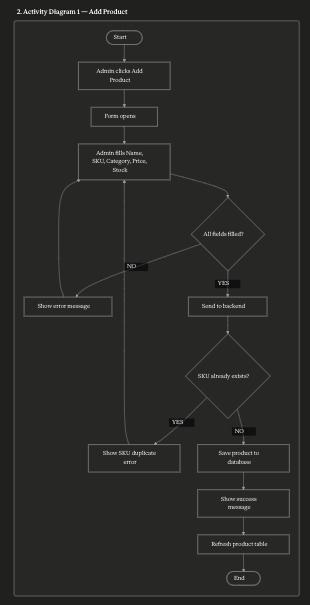 2. Activity Diagram 1 — Add Product
Start
Admin clicks Add
Product
Form opens
Admin fills Name,
SKU, Category, Price,
Stock
All fields filled?
NO
YES
Show error message
Send to backend
SKU already exists?
YES
NO
Show SKU duplicate
error
Save product to
database
Show success
message
Refresh product table
End